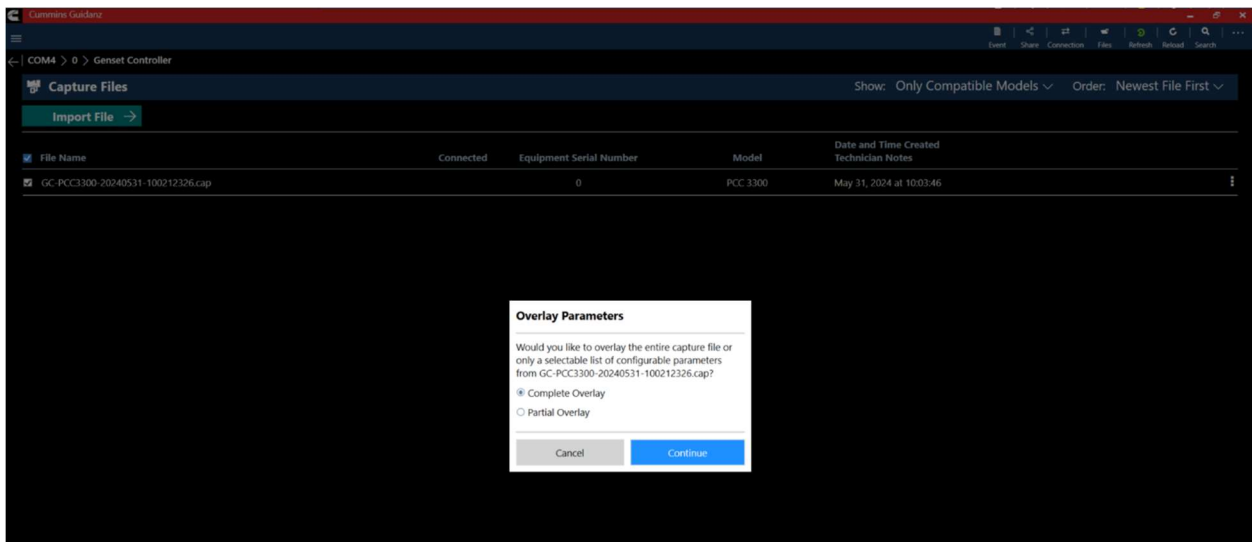 Cummins Guidanz
Event Share Connection Files Refresh Reload Search
COM4 > 0 > Genset Controller
Capture Files
Show: Only Compatible Models
Order: Newest File First
Import File →
File Name Connected Equipment Serial Number Model Date and Time Created
Technician Notes
GC-PCC3300-20240531-100212326.cap 0 PCC 3300 May 31, 2024 at 10:03:46
Overlay Parameters
Would you like to overlay the entire capture file or
only a selectable list of configurable parameters
from GC-PCC3300-20240531-100212326.cap?
Complete Overlay
Partial Overlay
Cancel Continue